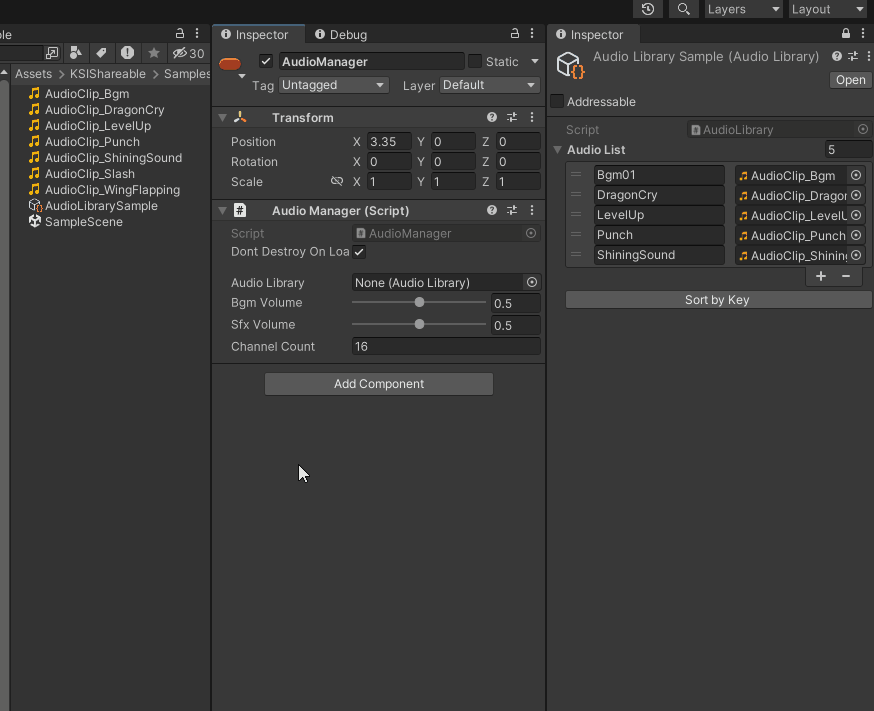 Layers
Layout
le
30
Assets > KSIShareable > Samples
AudioClip_Bgm
AudioClip_DragonCry
AudioClip_LevelUp
AudioClip_Punch
AudioClip_ShiningSound
AudioClip_Slash
AudioClip_WingFlapping
AudioLibrarySample
SampleScene
Inspector
Debug
AudioManager
Static
Tag Untagged
Layer Default
Transform
Position X 3.35 Y 0 Z 0
Rotation X 0 Y 0 Z 0
Scale X 1 Y 1 Z 1
# Audio Manager (Script)
Script AudioManager
Dont Destroy On Loa
Audio Library None (Audio Library)
Bgm Volume 0.5
Sfx Volume 0.5
Channel Count 16
Add Component
Inspector
Audio Library Sample (Audio Library)
Open
Addressable
Script AudioLibrary
Audio List 5
Bgm01 AudioClip_Bgm
DragonCry AudioClip_Dragon
LevelUp AudioClip_LevelU
Punch AudioClip_Punch
ShiningSound AudioClip_Shining
+ −
Sort by Key